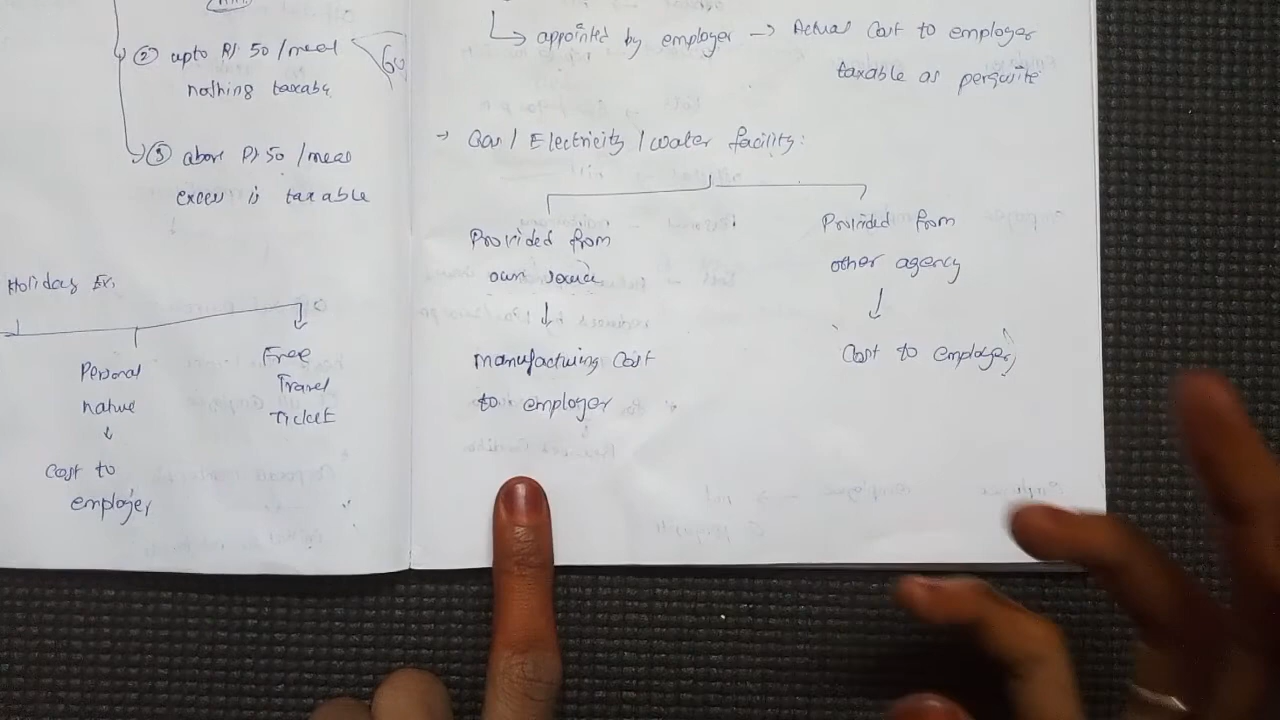 ② upto Rs 50 /meal
nothing taxable
③ above Rs 50 /meal
excess is taxable
Holiday Ex.
Personal
nature
↓
Cost to
employer
Free
Travel
Ticket
↳ appointed by employer → Actual Cost to employer
taxable as perquisite
→ Gas / Electricity / water facility:
Provided from
own source
↓
manufacturing Cost
to employer
Provided from
other agency
↓
Cost to employer